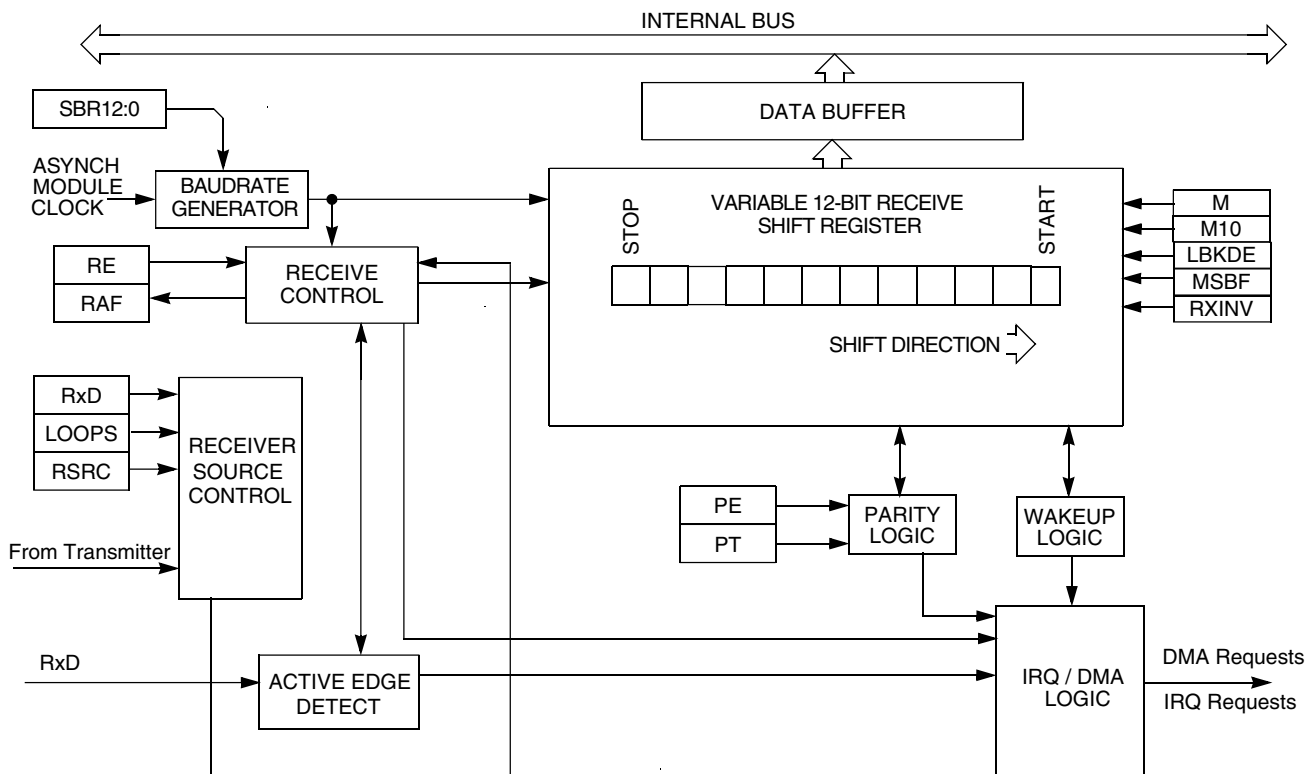 INTERNAL BUS
SBR12:0
DATA BUFFER
ASYNCH
MODULE
CLOCK
BAUDRATE
GENERATOR
VARIABLE 12-BIT RECEIVE
SHIFT REGISTER
STOP
START
M
M10
LBKDE
MSBF
RXINV
RE
RAF
RECEIVE
CONTROL
SHIFT DIRECTION
RxD
LOOPS
RSRC
RECEIVER
SOURCE
CONTROL
From Transmitter
PE
PT
PARITY
LOGIC
WAKEUP
LOGIC
RxD
ACTIVE EDGE
DETECT
IRQ / DMA
LOGIC
DMA Requests
IRQ Requests